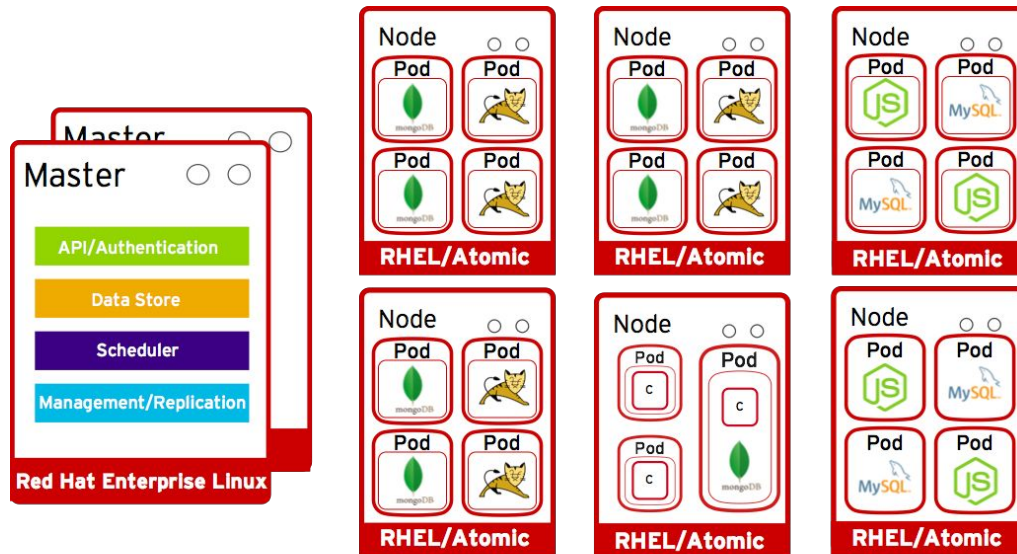 Master
Master
API/Authentication
Data Store
Scheduler
Management/Replication
Red Hat Enterprise Linux
Node
Pod
Pod
mongoDB
Pod
Pod
mongoDB
RHEL/Atomic
Node
Pod
Pod
mongoDB
Pod
Pod
mongoDB
RHEL/Atomic
Node
Pod
Pod
JS
MySQL
Pod
Pod
MySQL
JS
RHEL/Atomic
Node
Pod
Pod
mongoDB
Pod
Pod
mongoDB
RHEL/Atomic
Node
Pod
C
Pod
C
Pod
C
mongoDB
RHEL/Atomic
Node
Pod
Pod
JS
MySQL
Pod
Pod
MySQL
JS
RHEL/Atomic